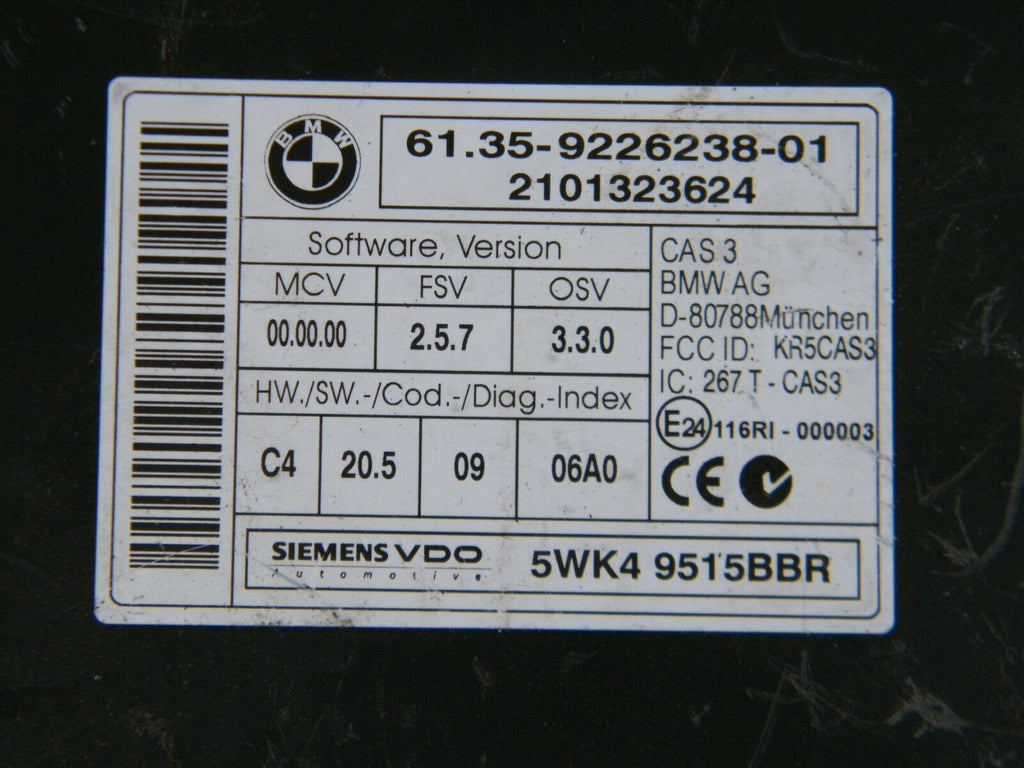 BMW
61.35-9226238-01
2101323624
Software, Version
MCV FSV OSV
00.00.00 2.5.7 3.3.0
HW./SW.-/Cod.-/Diag.-Index
C4 20.5 09 06A0
CAS 3
BMW AG
D-80788München
FCC ID: KR5CAS3
IC: 267 T - CAS3
E24 116RI - 000003
CE
SIEMENS VDO
Automotive
5WK4 9515BBR